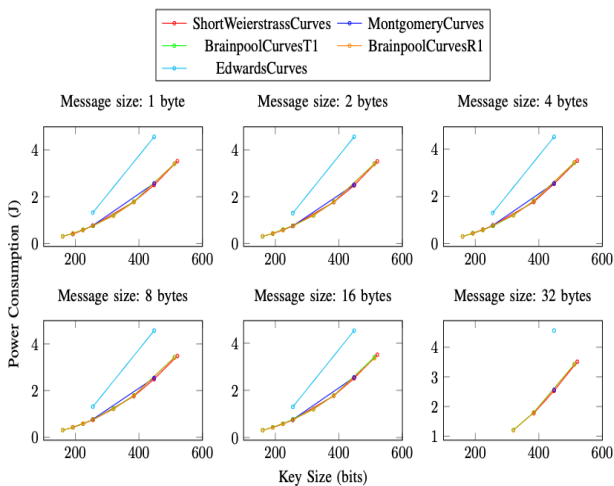 ShortWeierstrassCurves MontgomeryCurves
BrainpoolCurvesT1 BrainpoolCurvesR1
EdwardsCurves
Message size: 1 byte Message size: 2 bytes Message size: 4 bytes
4 4 4
2 2 2
0 0 0
200 400 600 200 400 600 200 400 600
Message size: 8 bytes Message size: 16 bytes Message size: 32 bytes
4 4 4
3
2 2 2
0 0 1
200 400 600 200 400 600 200 400 600
Power Consumption (J)
Key Size (bits)